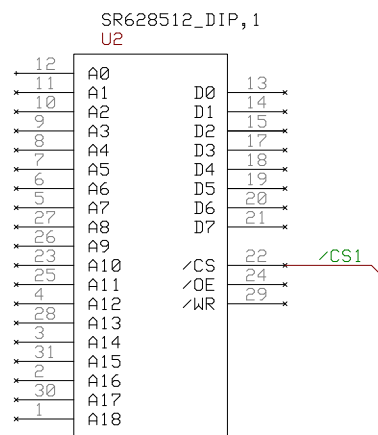 SR628512_DIP,1
U2
12 A0
11 A1
10 A2
9 A3
8 A4
7 A5
6 A6
5 A7
27 A8
26 A9
23 A10
25 A11
4 A12
28 A13
3 A14
31 A15
2 A16
30 A17
1 A18
D0 13
D1 14
D2 15
D3 17
D4 18
D5 19
D6 20
D7 21
/CS 22 /CS1
/OE 24
/WR 29